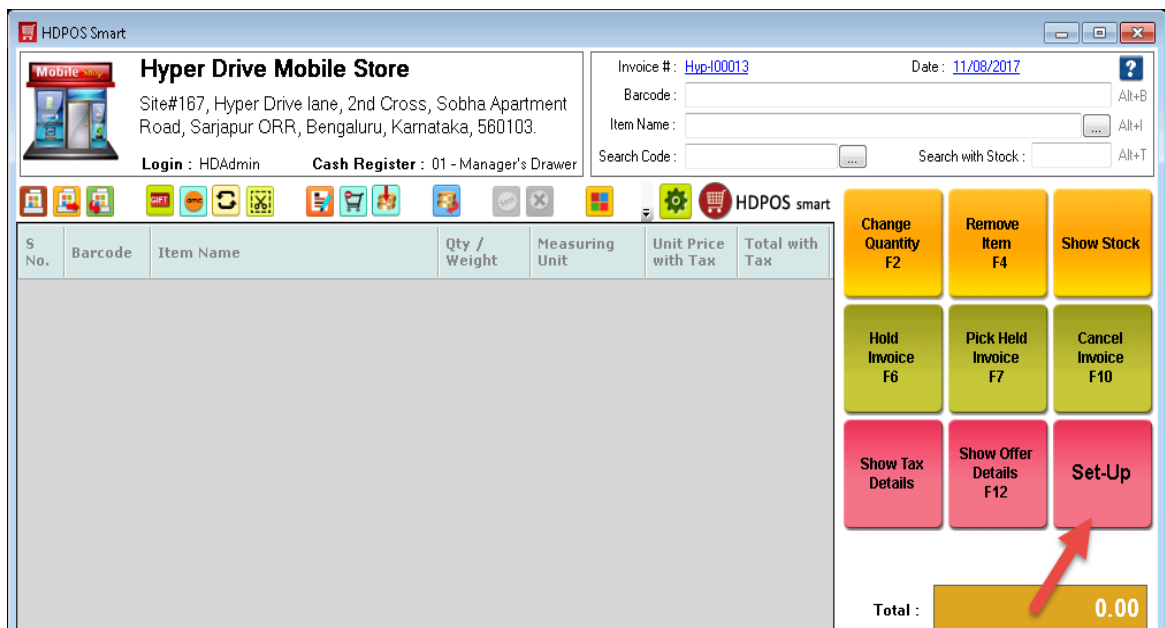 HDPOS Smart
Mobile Shop
Hyper Drive Mobile Store
Site#167, Hyper Drive lane, 2nd Cross, Sobha Apartment
Road, Sarjapur ORR, Bengaluru, Karnataka, 560103.
Login : HDAdmin Cash Register : 01 - Manager's Drawer
Invoice # : Hyp-I00013 Date : 11/08/2017 ?
Barcode : Alt+B
Item Name : ... Alt+I
Search Code : ... Search with Stock : Alt+T
GIFT amc HDPOS smart
S
No.
Barcode
Item Name
Qty /
Weight
Measuring
Unit
Unit Price
with Tax
Total with
Tax
Change
Quantity
F2
Remove
Item
F4
Show Stock
Hold
Invoice
F6
Pick Held
Invoice
F7
Cancel
Invoice
F10
Show Tax
Details
Show Offer
Details
F12
Set-Up
Total : 0.00